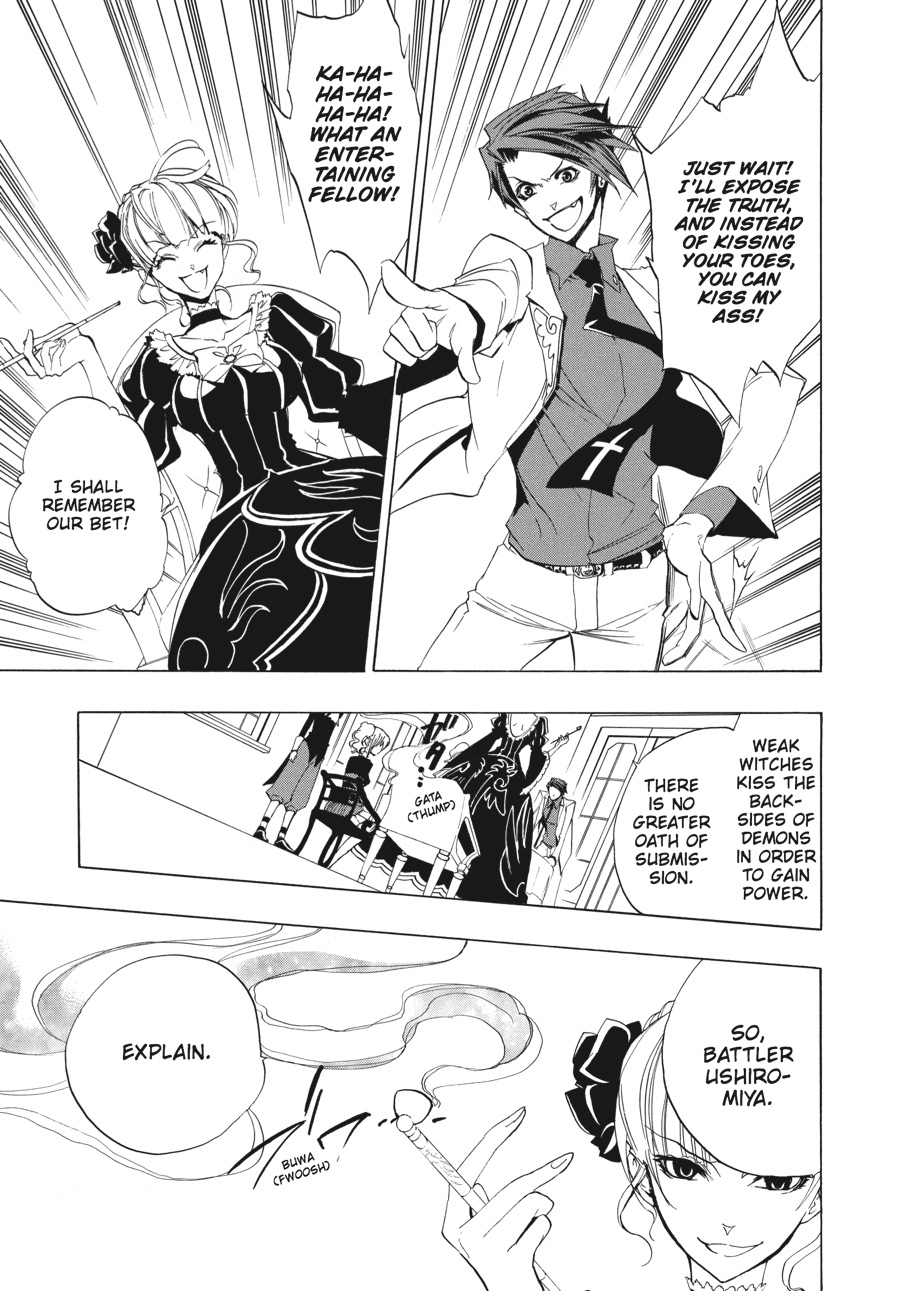 JUST WAIT!
I'LL EXPOSE
THE TRUTH,
AND INSTEAD
OF KISSING
YOUR TOES,
YOU CAN
KISS MY
ASS!
KA-HA-
HA-HA-
HA-HA!
WHAT AN
ENTER-
TAINING
FELLOW!
I SHALL
REMEMBER
OUR BET!
WEAK
WITCHES
KISS THE
BACK-
SIDES OF
DEMONS
IN ORDER
TO GAIN
POWER.
THERE
IS NO
GREATER
OATH OF
SUBMIS-
SION.
ガタ…
GATA
(THUMP)
SO,
BATTLER
USHIRO-
MIYA.
EXPLAIN.
BUWA
(FWOOSH)